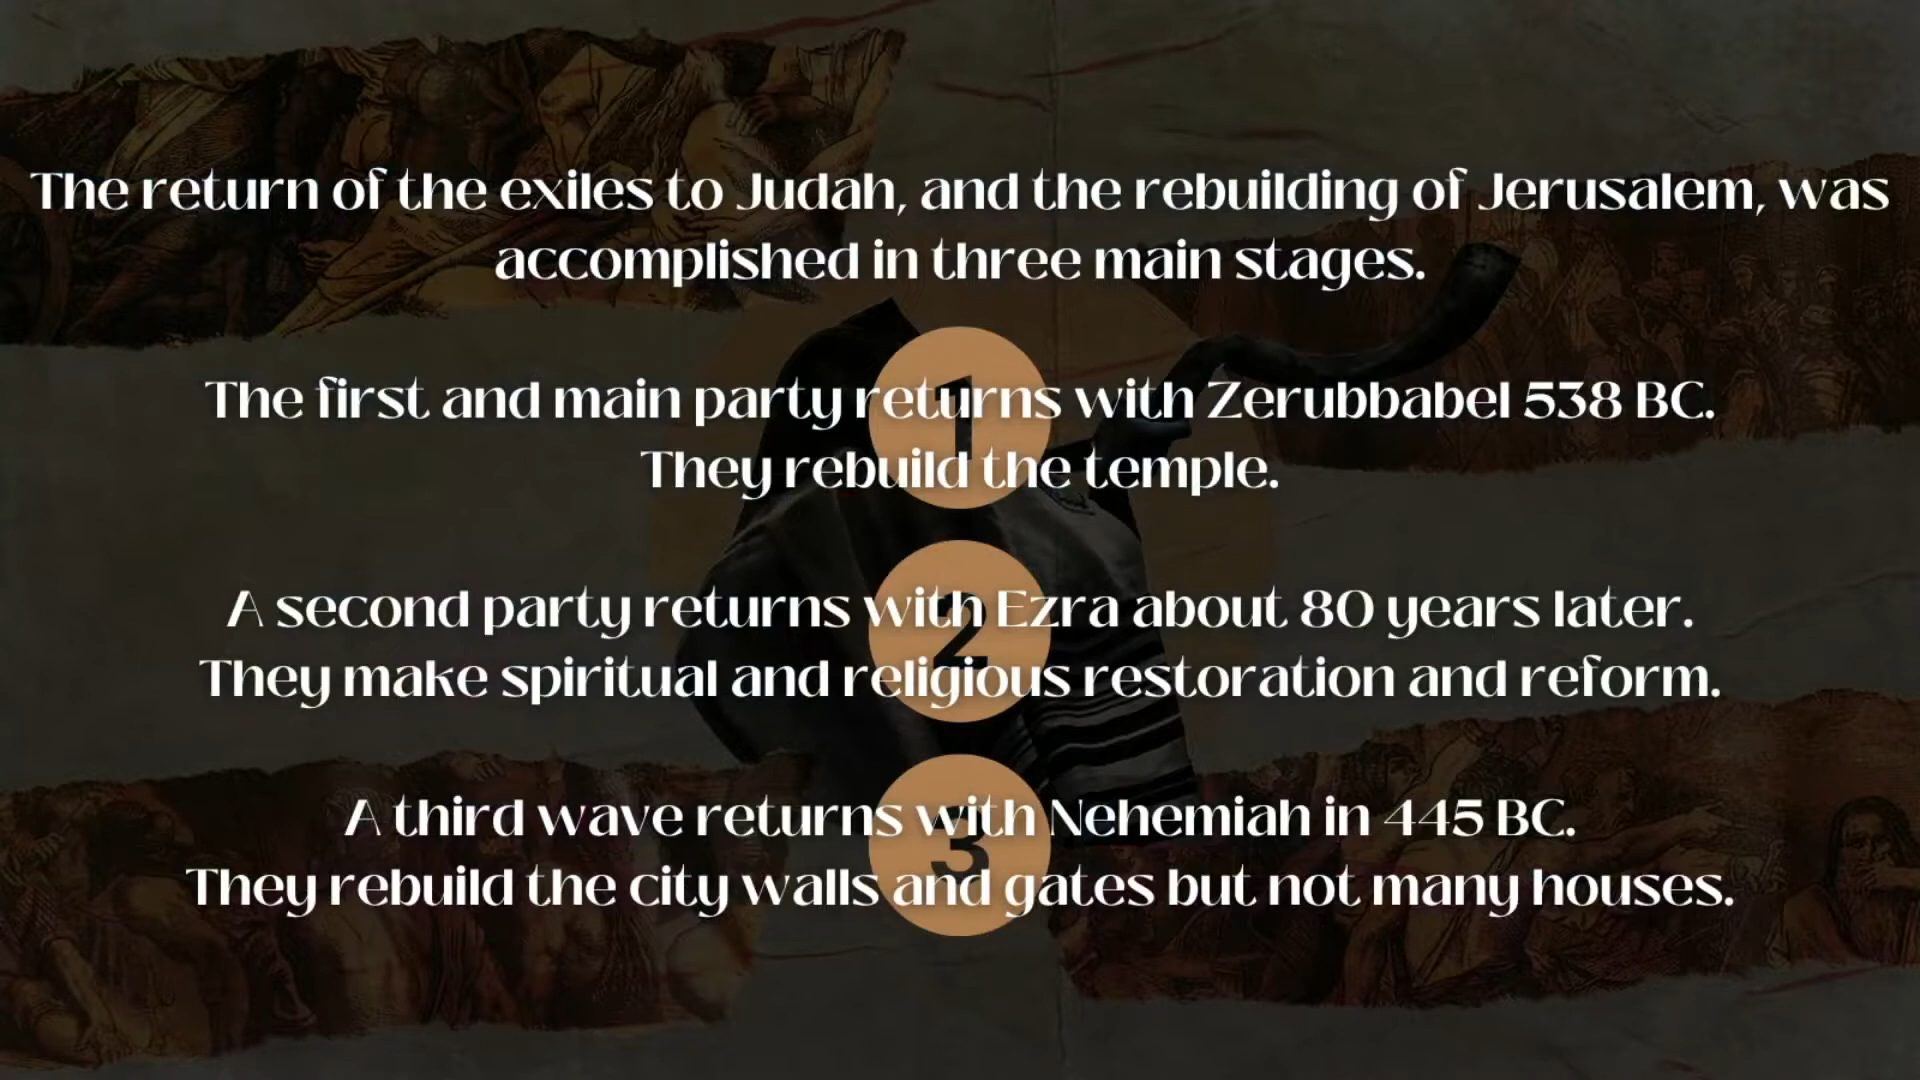 The return of the exiles to Judah, and the rebuilding of Jerusalem, was
accomplished in three main stages.
1
The first and main party returns with Zerubbabel 538 BC.
They rebuild the temple.
2
A second party returns with Ezra about 80 years later.
They make spiritual and religious restoration and reform.
3
A third wave returns with Nehemiah in 445 BC.
They rebuild the city walls and gates but not many houses.